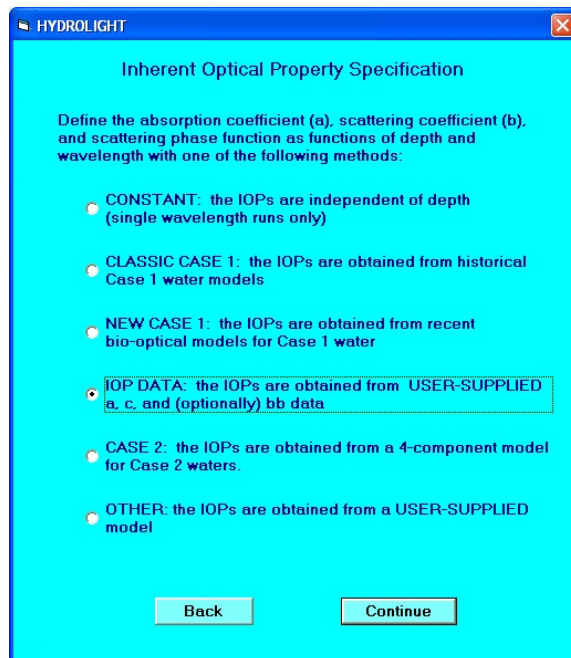 HYDROLIGHT
Inherent Optical Property Specification
Define the absorption coefficient (a), scattering coefficient (b),
and scattering phase function as functions of depth and
wavelength with one of the following methods:
CONSTANT: the IOPs are independent of depth
(single wavelength runs only)
CLASSIC CASE 1: the IOPs are obtained from historical
Case 1 water models
NEW CASE 1: the IOPs are obtained from recent
bio-optical models for Case 1 water
IOP DATA: the IOPs are obtained from USER-SUPPLIED
a, c, and (optionally) bb data
CASE 2: the IOPs are obtained from a 4-component model
for Case 2 waters.
OTHER: the IOPs are obtained from a USER-SUPPLIED
model
Back
Continue